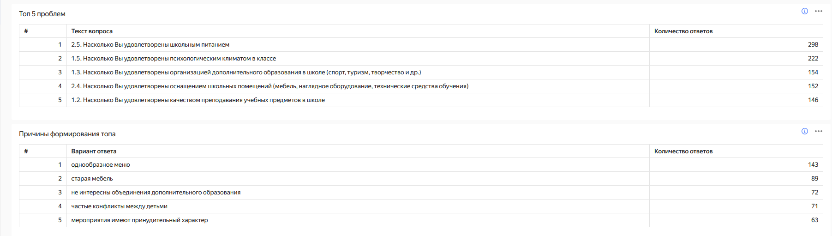 Топ 5 проблем
# Текст вопроса Количество ответов
1 2.5. Насколько Вы удовлетворены школьным питанием 298
2 1.5. Насколько Вы удовлетворены психологическим климатом в классе 222
3 1.3. Насколько Вы удовлетворены организацией дополнительного образования в школе (спорт, туризм, творчество и др.) 154
4 2.4. Насколько Вы удовлетворены оснащением школьных помещений (мебель, наглядное оборудование, технические средства обучения) 152
5 1.2. Насколько Вы удовлетворены качеством преподавания учебных предметов в школе 146
Причины формирования топа
# Вариант ответа Количество ответов
1 однообразное меню 143
2 старая мебель 89
3 не интересны объединения дополнительного образования 72
4 частые конфликты между детьми 71
5 мероприятия имеют принудительный характер 63